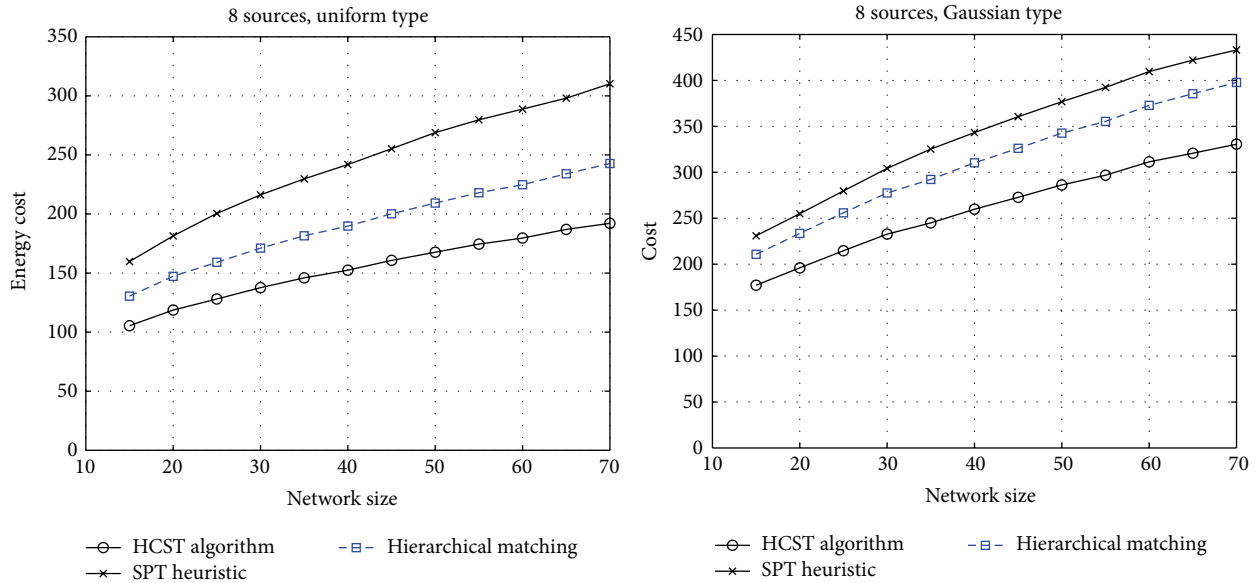 8 sources, uniform type
350
300
250
200
150
100
50
0
Energy cost
10
20
30
40
50
60
70
Network size
HCST algorithm
SPT heuristic
Hierarchical matching
8 sources, Gaussian type
450
400
350
300
250
200
150
100
50
0
Cost
10
20
30
40
50
60
70
Network size
HCST algorithm
SPT heuristic
Hierarchical matching